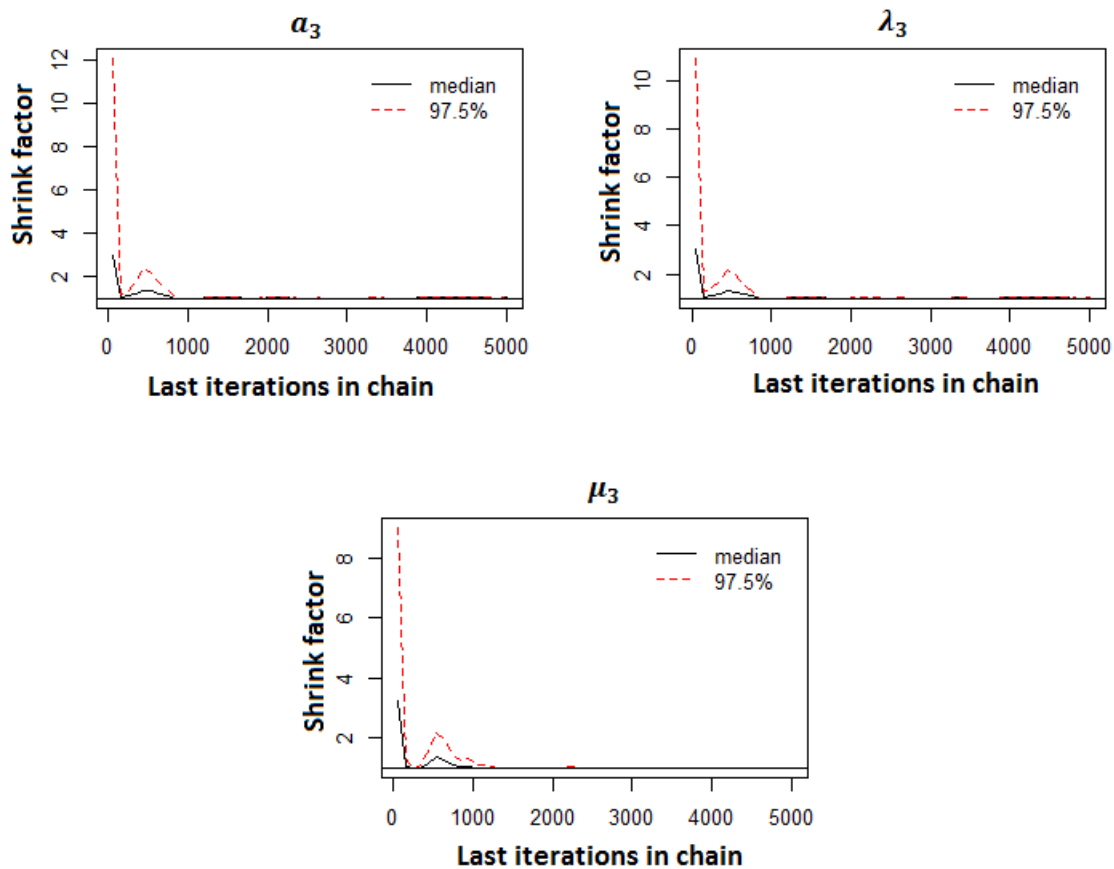 a₃
Shrink factor
2 4 6 8 10 12
median
97.5%
0 1000 2000 3000 4000 5000
Last iterations in chain
λ₃
Shrink factor
2 4 6 8 10
median
97.5%
0 1000 2000 3000 4000 5000
Last iterations in chain
μ₃
Shrink factor
2 4 6 8
median
97.5%
0 1000 2000 3000 4000 5000
Last iterations in chain